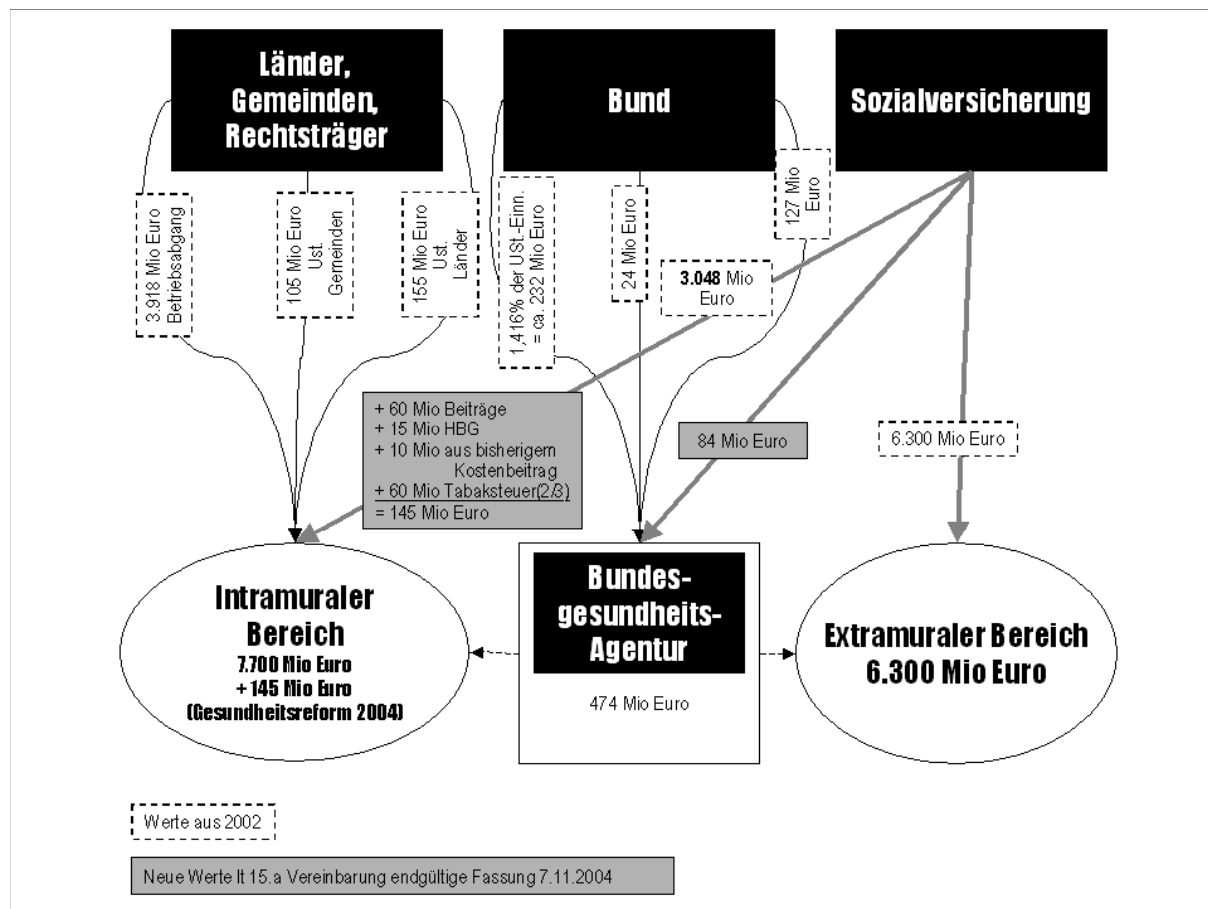 Länder,
Gemeinden,
Rechtsträger
Bund
Sozialversicherung
3.918 Mio Euro
Betriebsabgang
105 Mio Euro
Ust.
Gemeinden
155 Mio Euro
Ust.
Länder
1,416% der USt.-Einn.
= ca. 232 Mio Euro
24 Mio Euro
127 Mio
Euro
3.048 Mio
Euro
+ 60 Mio Beiträge
+ 15 Mio HBG
+ 10 Mio aus bisherigem
Kostenbeitrag
+ 60 Mio Tabaksteuer(2/3)
= 145 Mio Euro
84 Mio Euro
6.300 Mio Euro
Intramuraler
Bereich
7.700 Mio Euro
+ 145 Mio Euro
(Gesundheitsreform 2004)
Bundes-
gesundheits-
Agentur
474 Mio Euro
Extramuraler Bereich
6.300 Mio Euro
Werte aus 2002
Neue Werte lt 15.a Vereinbarung endgültige Fassung 7.11.2004